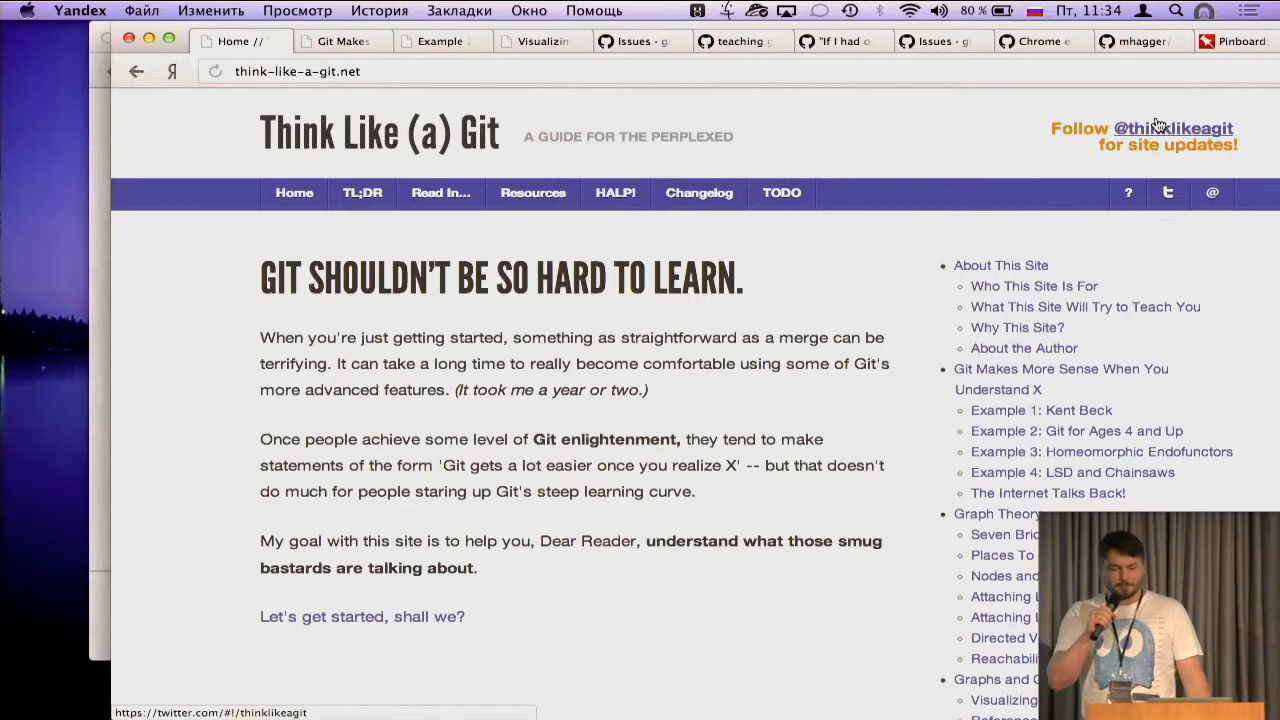 Yandex Файл Изменить Просмотр История Закладки Окно Помощь 80 % Пт, 11:34
Home // Git Makes Example Visualizin Issues · g teaching "If I had o Issues · gi Chrome e mhagger/ Pinboard
Я think-like-a-git.net
Think Like (a) Git A GUIDE FOR THE PERPLEXED
Follow @thinklikeagit
for site updates!
Home TL;DR Read In... Resources HALP! Changelog TODO ? t @
GIT SHOULDN'T BE SO HARD TO LEARN.
When you're just getting started, something as straightforward as a merge can be
terrifying. It can take a long time to really become comfortable using some of Git's
more advanced features. (It took me a year or two.)
Once people achieve some level of Git enlightenment, they tend to make
statements of the form 'Git gets a lot easier once you realize X' -- but that doesn't
do much for people staring up Git's steep learning curve.
My goal with this site is to help you, Dear Reader, understand what those smug
bastards are talking about.
Let's get started, shall we?
About This Site
Who This Site Is For
What This Site Will Try to Teach You
Why This Site?
About the Author
Git Makes More Sense When You
Understand X
Example 1: Kent Beck
Example 2: Git for Ages 4 and Up
Example 3: Homeomorphic Endofunctors
Example 4: LSD and Chainsaws
The Internet Talks Back!
Graph Theory
Seven Bri
Places To
Nodes and
Attaching L
Attaching L
Directed V
Reachabili
Graphs and
Visualizing
https://twitter.com/#!/thinklikeagit